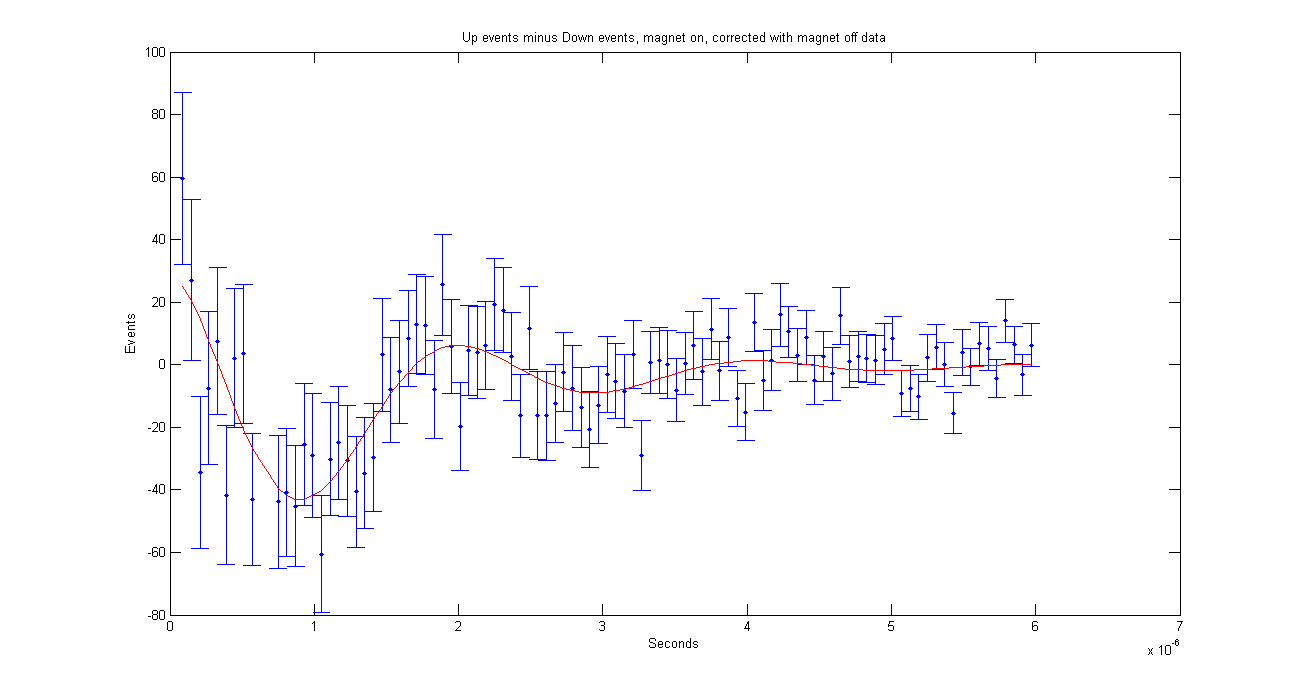 Up events minus Down events, magnet on, corrected with magnet off data
100
80
60
40
20
0
-20
-40
-60
-80
Events
0 1 2 3 4 5 6 7
Seconds
x 10-6